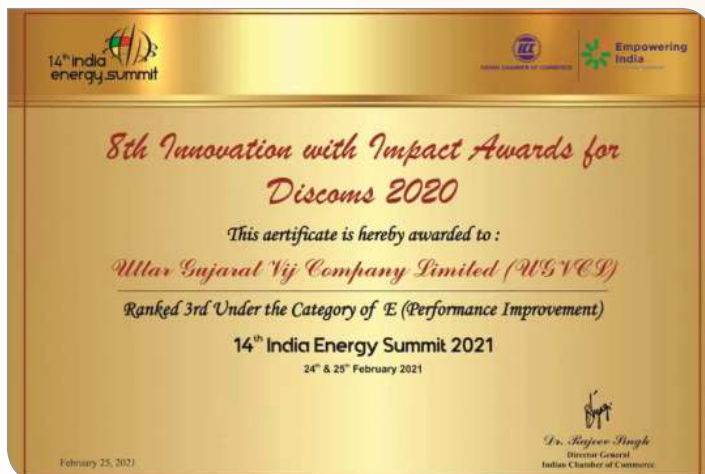 14th india
energy summit
ICC
INDIAN CHAMBER OF COMMERCE
Empowering
India
8th Innovation with Impact Awards for
Discoms 2020
This aertificate is hereby awarded to :
Uttar Gujarat Vij Company Limited (UGVCL)
Ranked 3rd Under the Category of E (Performance Improvement)
14th India Energy Summit 2021
24th & 25th February 2021
Dr. Rajeev Singh
Director General
Indian Chamber of Commerce
February 25, 2021